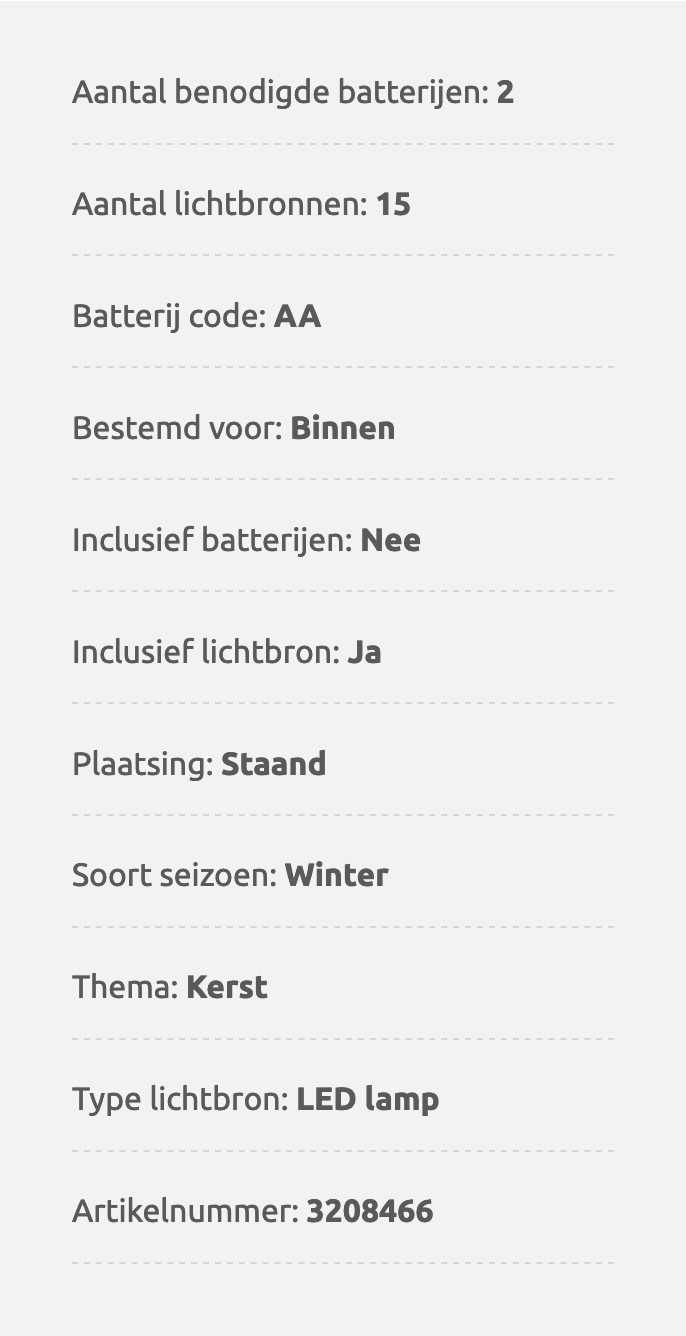 Aantal benodigde batterijen: 2
Aantal lichtbronnen: 15
Batterij code: AA
Bestemd voor: Binnen
Inclusief batterijen: Nee
Inclusief lichtbron: Ja
Plaatsing: Staand
Soort seizoen: Winter
Thema: Kerst
Type lichtbron: LED lamp
Artikelnummer: 3208466